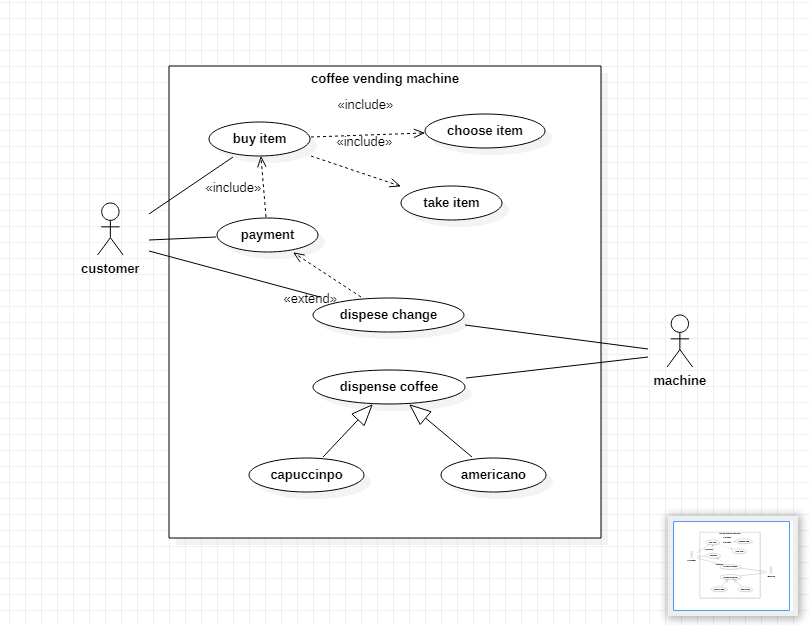 coffee vending machine
«include»
buy item
choose item
«include»
«include»
take item
payment
customer
«extend»
dispese change
machine
dispense coffee
capuccinpo
americano